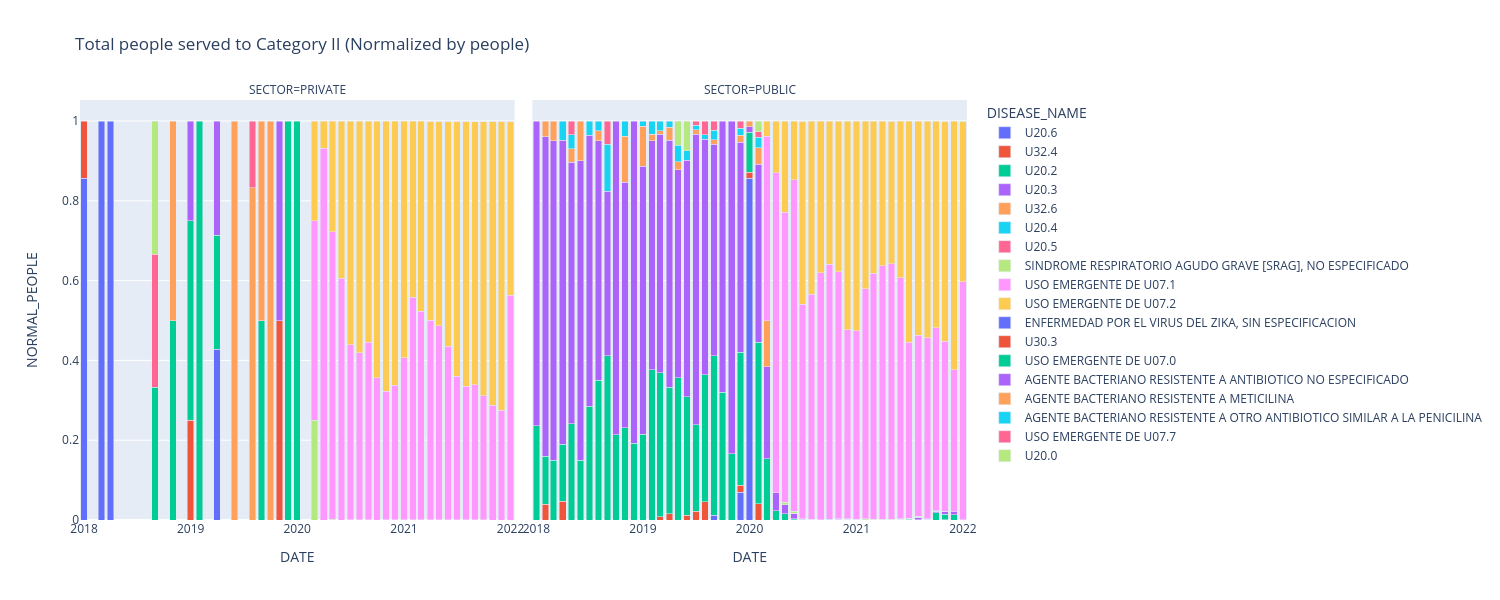 Total people served to Category II (Normalized by people)
SECTOR=PRIVATE
SECTOR=PUBLIC
NORMAL_PEOPLE
1
0.8
0.6
0.4
0.2
0
2018
2019
2020
2021
2022
2018
2019
2020
2021
2022
DATE
DATE
DISEASE_NAME
U20.6
U32.4
U20.2
U20.3
U32.6
U20.4
U20.5
SINDROME RESPIRATORIO AGUDO GRAVE [SRAG], NO ESPECIFICADO
USO EMERGENTE DE U07.1
USO EMERGENTE DE U07.2
ENFERMEDAD POR EL VIRUS DEL ZIKA, SIN ESPECIFICACION
U30.3
USO EMERGENTE DE U07.0
AGENTE BACTERIANO RESISTENTE A ANTIBIOTICO NO ESPECIFICADO
AGENTE BACTERIANO RESISTENTE A METICILINA
AGENTE BACTERIANO RESISTENTE A OTRO ANTIBIOTICO SIMILAR A LA PENICILINA
USO EMERGENTE DE U07.7
U20.0